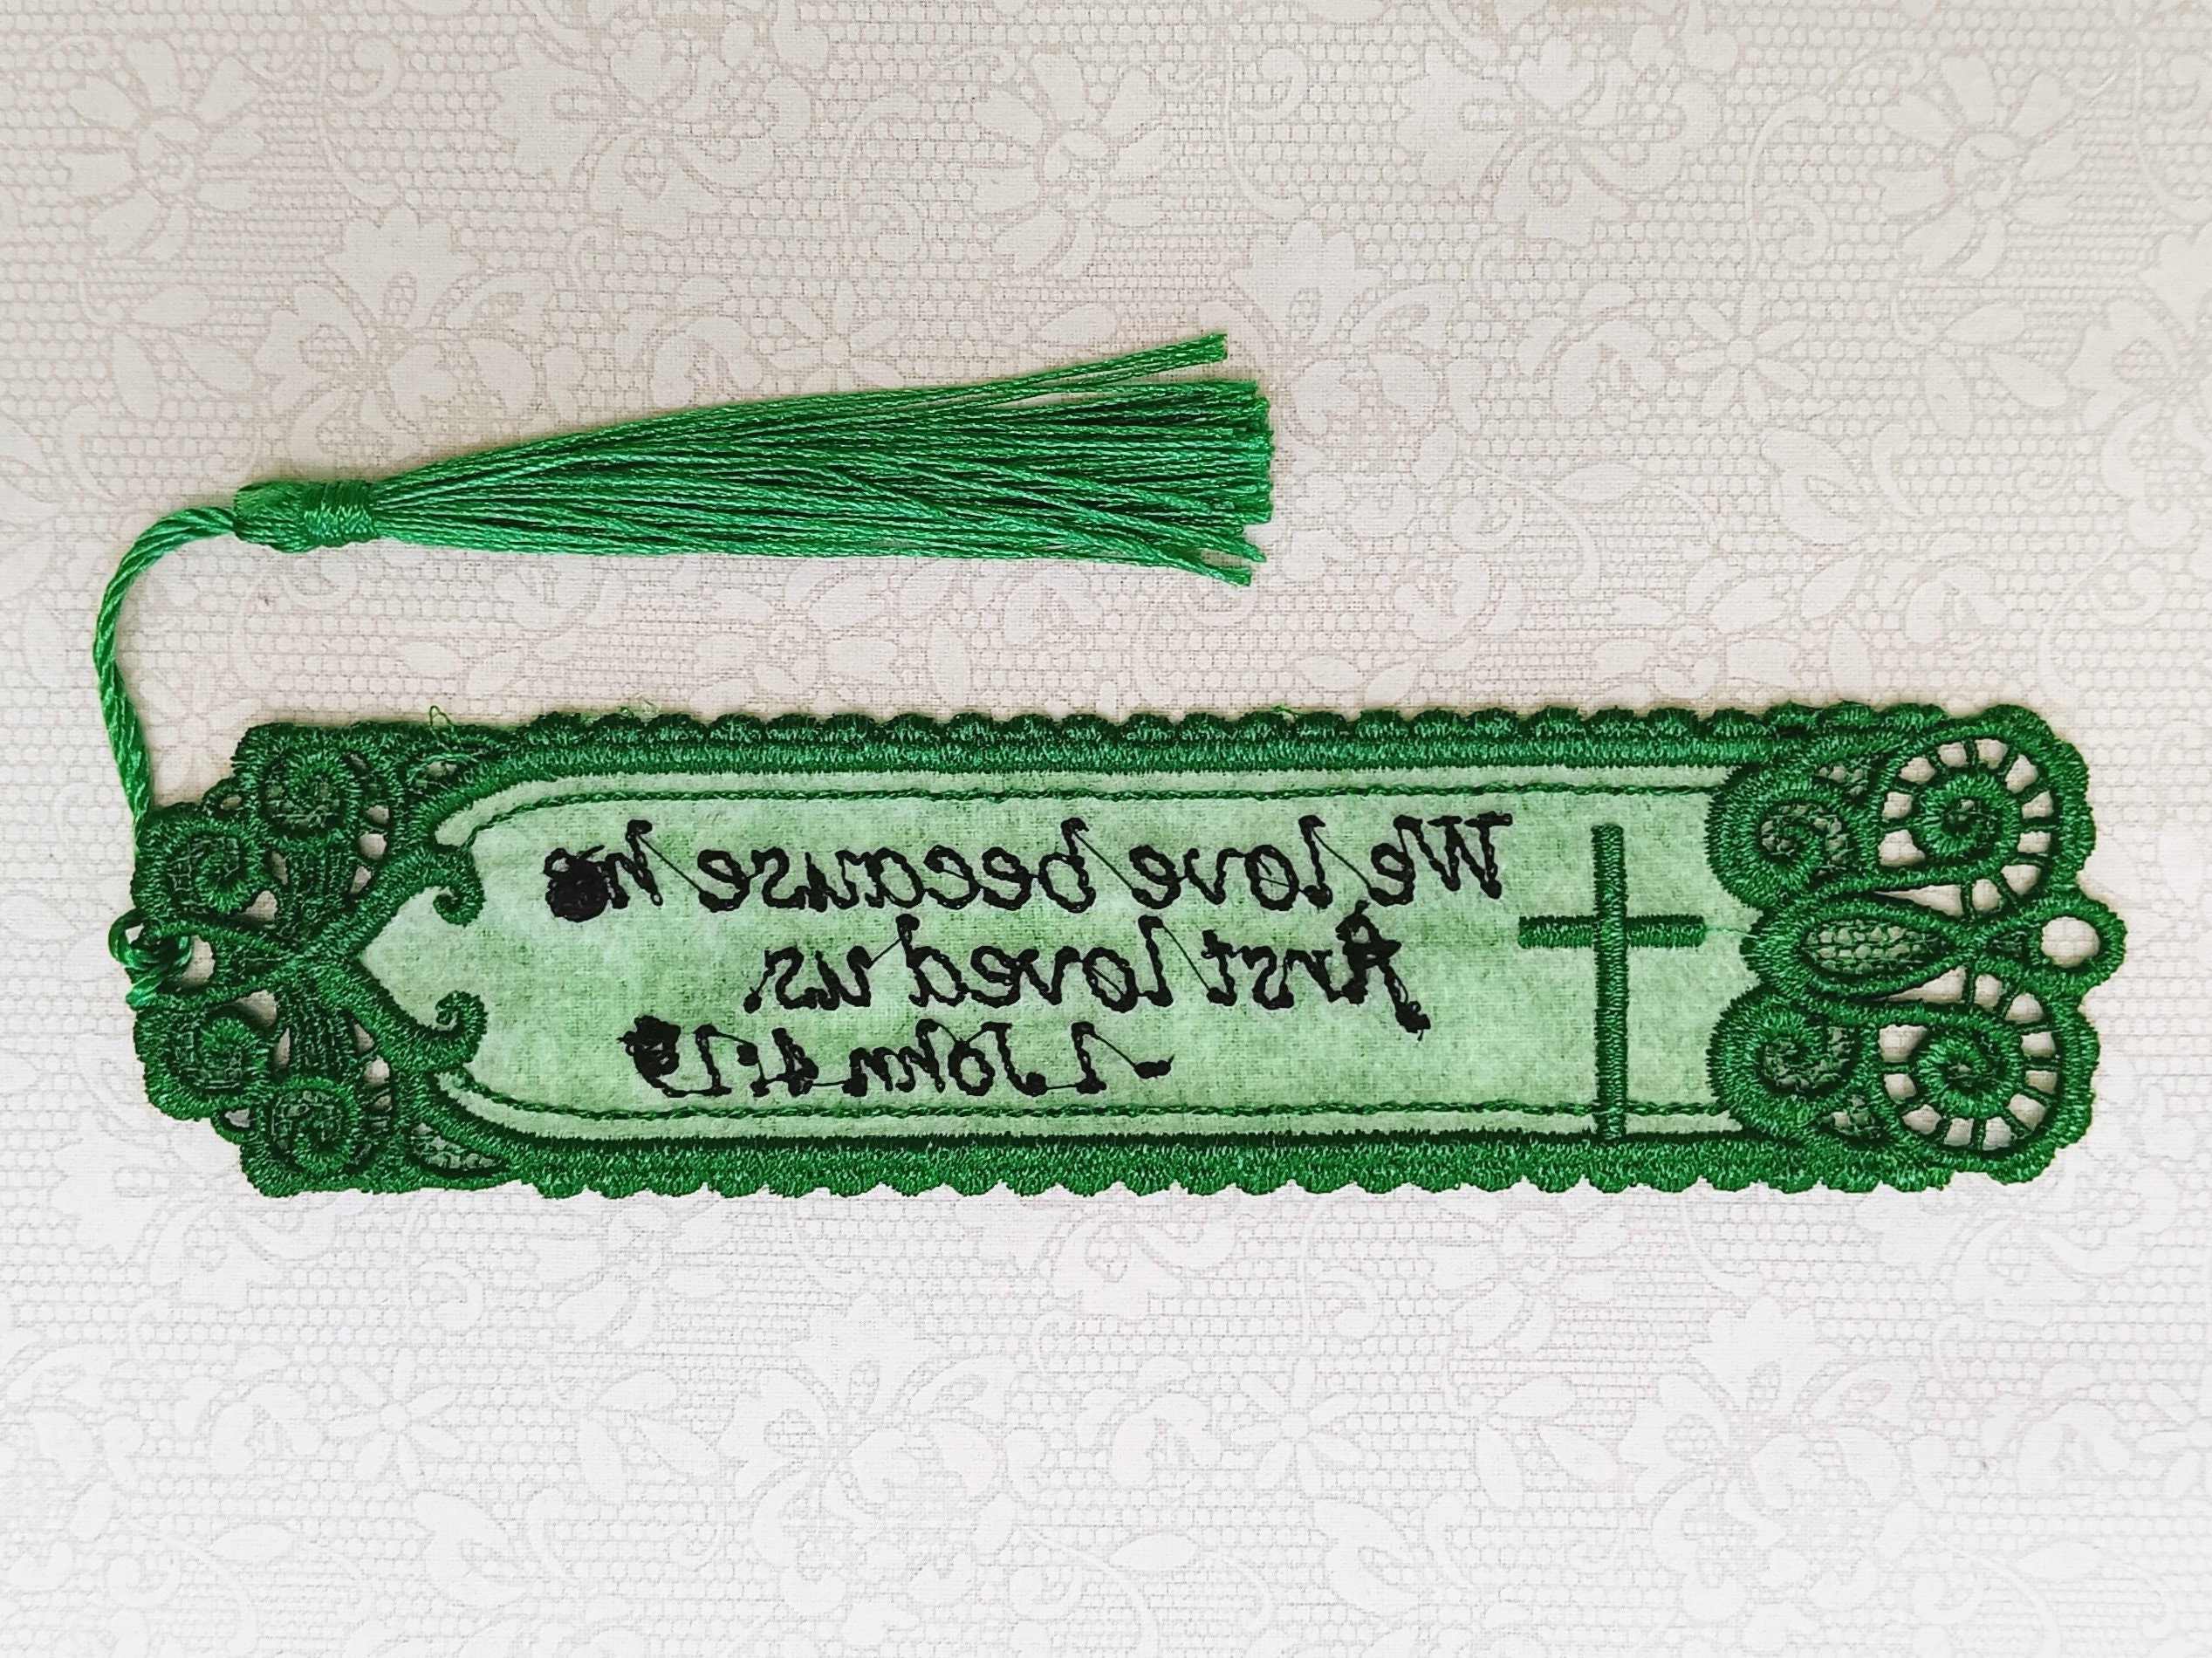 We love because he
first loved us.
-1 John 4:19